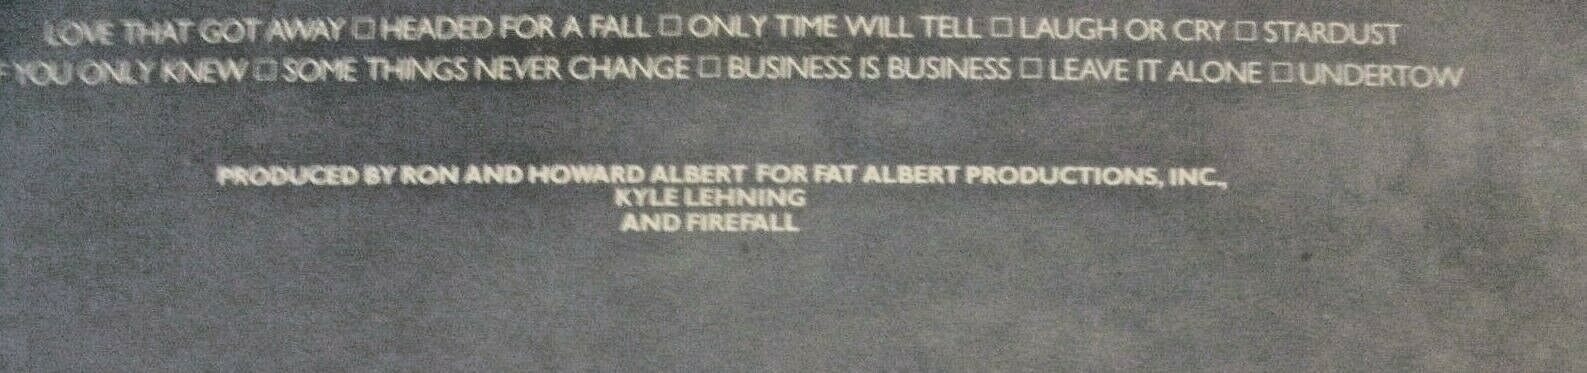 LOVE THAT GOT AWAY □ HEADED FOR A FALL □ ONLY TIME WILL TELL □ LAUGH OR CRY □ STARDUST
F YOU ONLY KNEW □ SOME THINGS NEVER CHANGE □ BUSINESS IS BUSINESS □ LEAVE IT ALONE □ UNDERTOW
PRODUCED BY RON AND HOWARD ALBERT FOR FAT ALBERT PRODUCTIONS, INC.,
KYLE LEHNING
AND FIREFALL